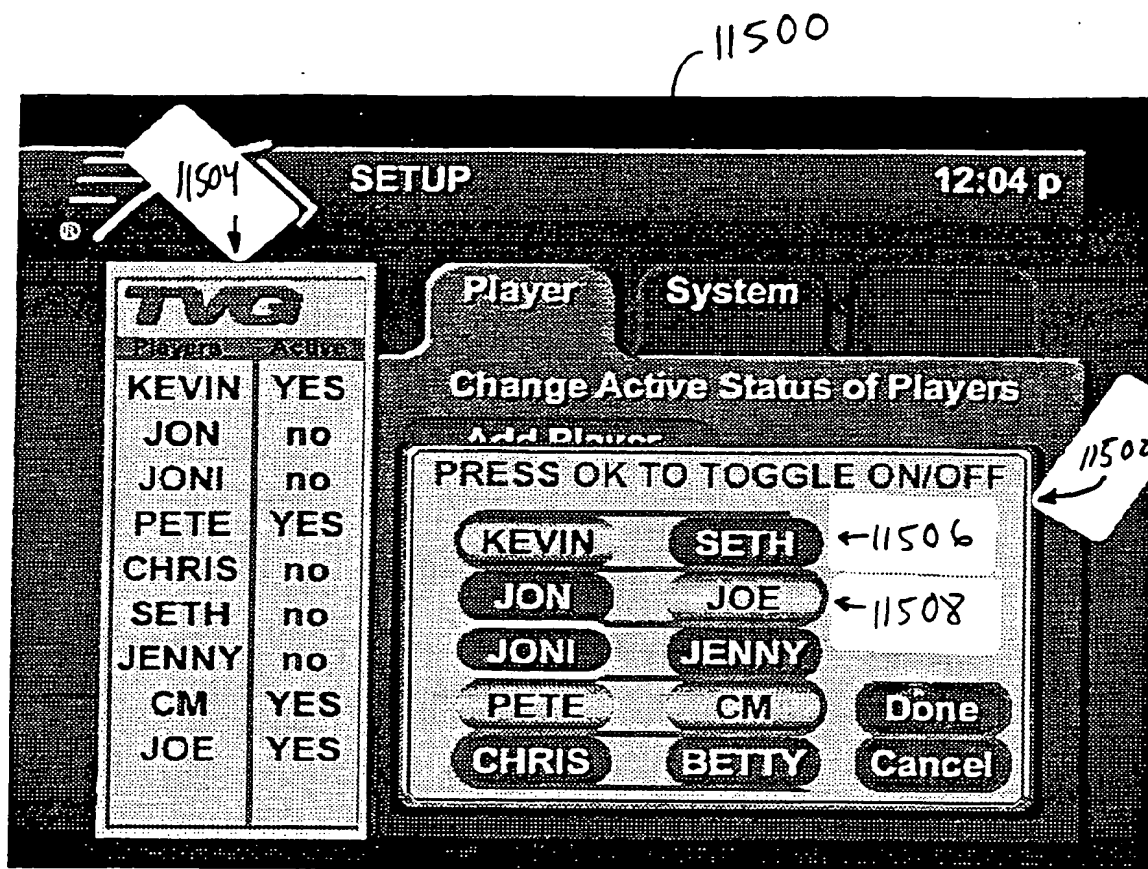 11500
11504
SETUP 12:04 p
®
TVG
Players Active
KEVIN YES
JON no
JONI no
PETE YES
CHRIS no
SETH no
JENNY no
CM YES
JOE YES
Player System
Change Active Status of Players
Add Player
PRESS OK TO TOGGLE ON/OFF
11502
KEVIN SETH ←11506
JON JOE ←11508
JONI JENNY
PETE CM Done
CHRIS BETTY Cancel